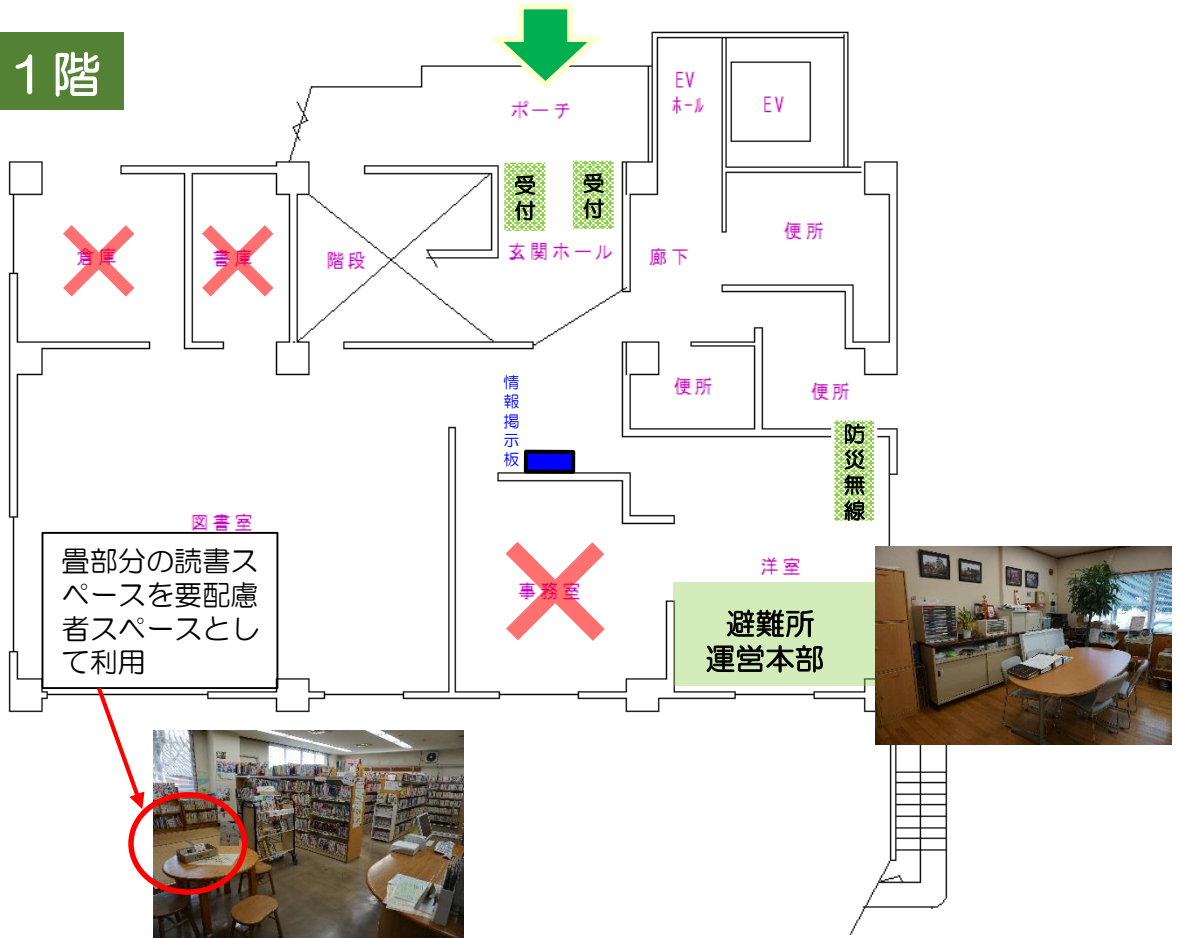 1階
ポーチ
EV
ホール
EV
受付
受付
倉庫
書庫
階段
玄関ホール
廊下
便所
情報掲示板
便所
便所
防災無線
図書室
畳部分の読書ス
ペースを要配慮
者スペースとし
て利用
事務室
洋室
避難所
運営本部